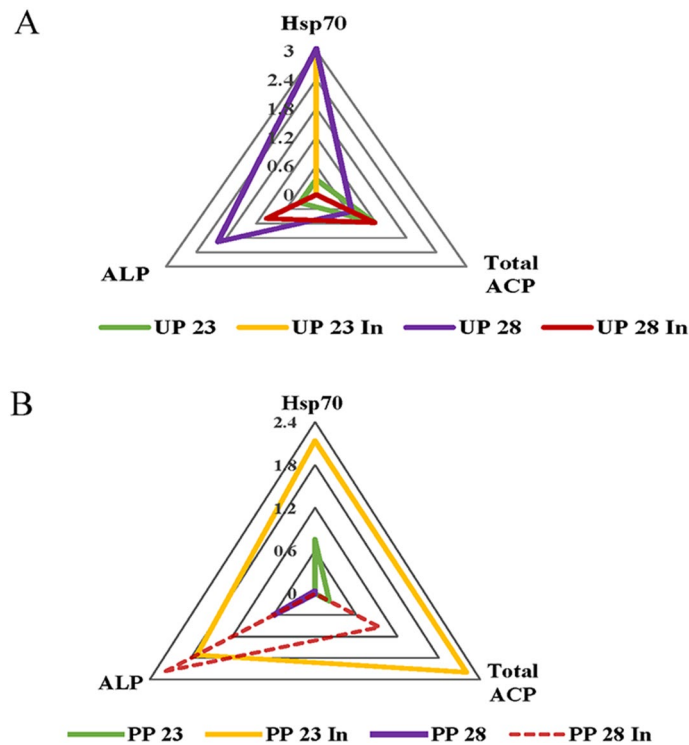 A
Hsp70
3
2.4
1.8
1.2
0.6
0
ALP
Total
ACP
UP 23 UP 23 In UP 28 UP 28 In
B
Hsp70
2.4
1.8
1.2
0.6
0
ALP
Total
ACP
PP 23 PP 23 In PP 28 PP 28 In